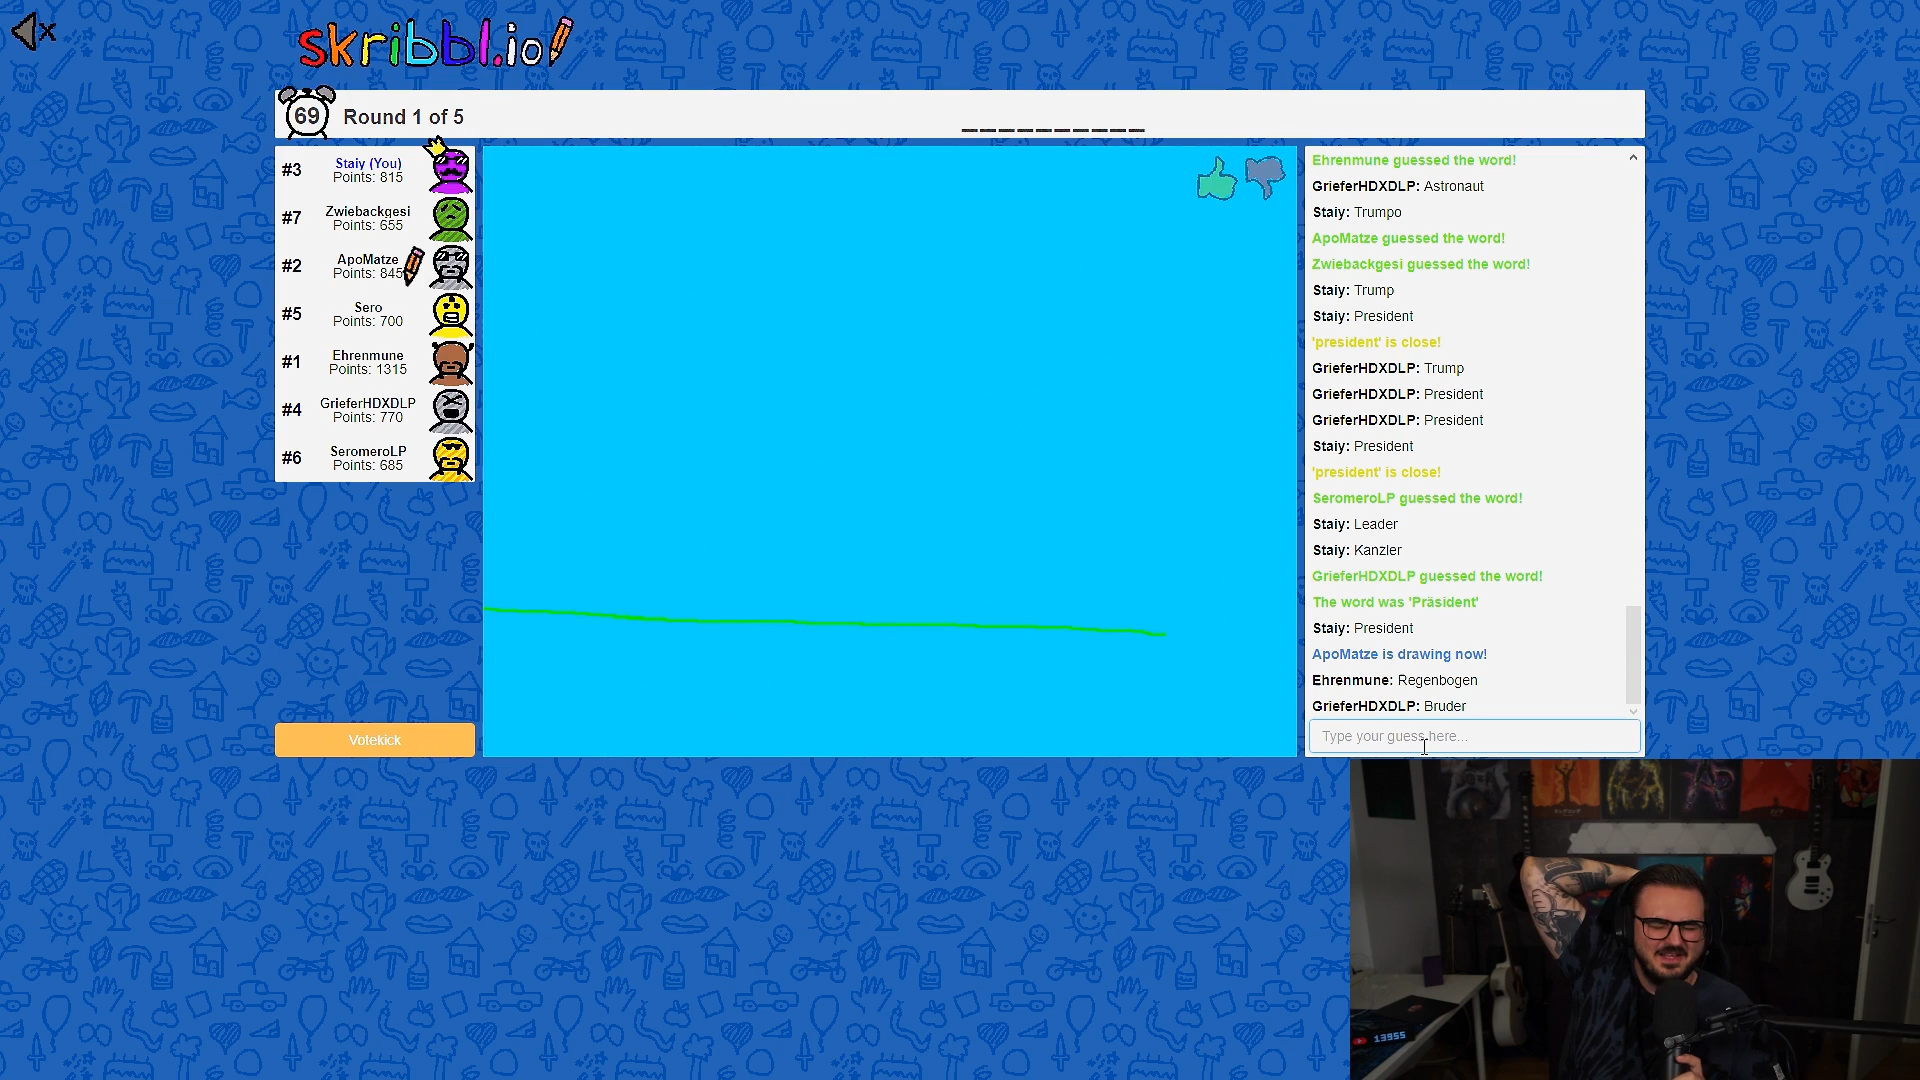 skribbl.io
69
Round 1 of 5
#3
Staiy (You)
Points: 815
#7
Zwiebackgesi
Points: 655
#2
ApoMatze
Points: 845
#5
Sero
Points: 700
#1
Ehrenmune
Points: 1315
#4
GrieferHDXDLP
Points: 770
#6
SeromeroLP
Points: 685
Votekick
Ehrenmune guessed the word!
GrieferHDXDLP: Astronaut
Staiy: Trumpo
ApoMatze guessed the word!
Zwiebackgesi guessed the word!
Staiy: Trump
Staiy: President
'president' is close!
GrieferHDXDLP: Trump
GrieferHDXDLP: President
GrieferHDXDLP: President
Staiy: President
'president' is close!
SeromeroLP guessed the word!
Staiy: Leader
Staiy: Kanzler
GrieferHDXDLP guessed the word!
The word was 'Präsident'
Staiy: President
ApoMatze is drawing now!
Ehrenmune: Regenbogen
GrieferHDXDLP: Bruder
Type your guess here...
13955